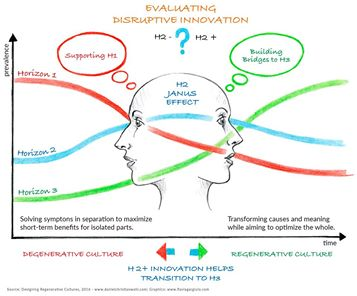 EVALUATING
DISRUPTIVE INNOVATION
H2 - ? H2 +
Supporting H1
Building
Bridges to H3
prevalence
Horizon 1
H2
JANUS
EFFECT
Horizon 2
Horizon 3
Solving symptons in separation to maximize
short-term benefits for isolated parts.
Transforming causes and meaning
while aiming to optimize the whole.
time
DEGENERATIVE CULTURE
REGENERATIVE CULTURE
H 2+ INNOVATION HELPS
TRANSITION TO H3